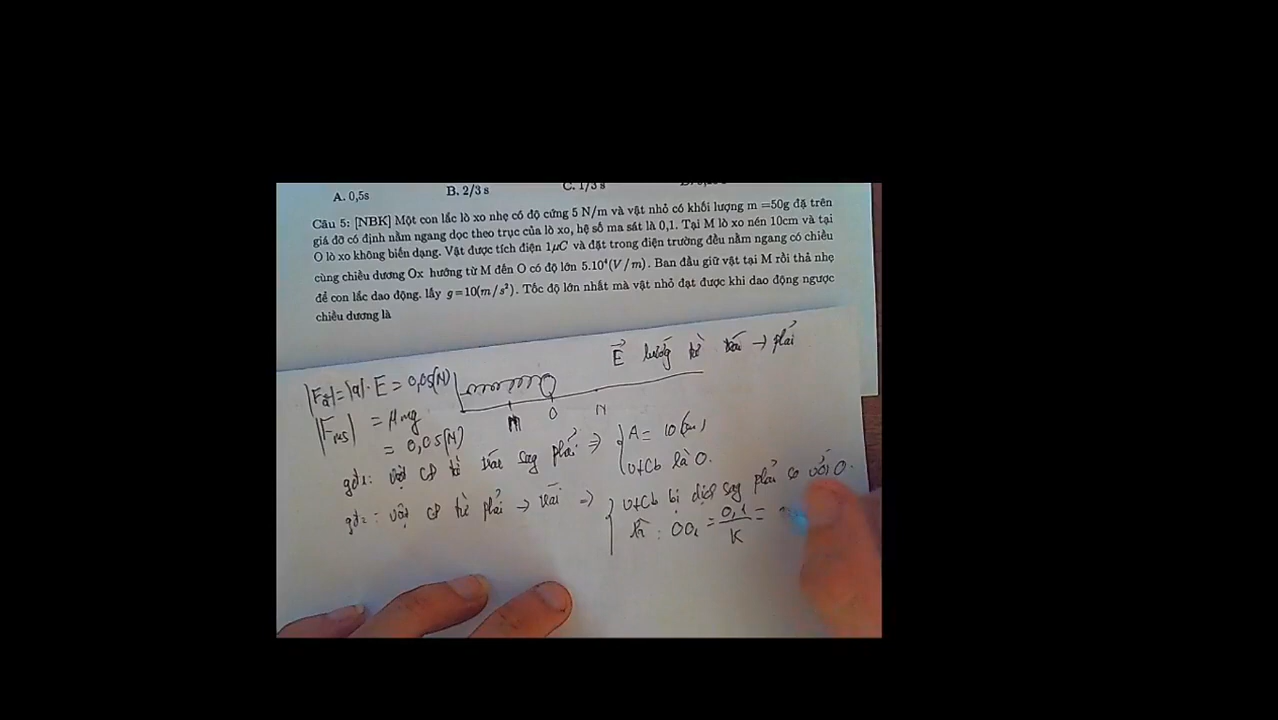 A. 0,5s B. 2/3 s C. 1/3 s
Câu 5: [NBK] Một con lắc lò xo nhẹ có độ cứng 5 N/m và vật nhỏ có khối lượng m =50g đặt trên
giá đỡ cố định nằm ngang dọc theo trục của lò xo, hệ số ma sát là 0,1. Tại M lò xo nén 10cm và tại
O lò xo không biến dạng. Vật được tích điện 1μC và đặt trong điện trường đều nằm ngang có chiều
cùng chiều dương Ox hướng từ M đến O có độ lớn 5.10⁴(V/m). Ban đầu giữ vật tại M rồi thả nhẹ
để con lắc dao động. lấy g=10(m/s²). Tốc độ lớn nhất mà vật nhỏ đạt được khi dao động ngược
chiều dương là
E⃗ hướng từ trái → phải
|Fđ|=|q|.E = 0,05(N)
M O N
|Fms| = μmg
= 0,05(N)
gđ1: vật CĐ từ trái sang phải ⇒ { A = 10(cm)
VTCb là O.
gđ2: vật CĐ từ phải → trái ⇒ { VTCb bị dịch sang phải so với O.
là: OO₁ = 0,1/K =